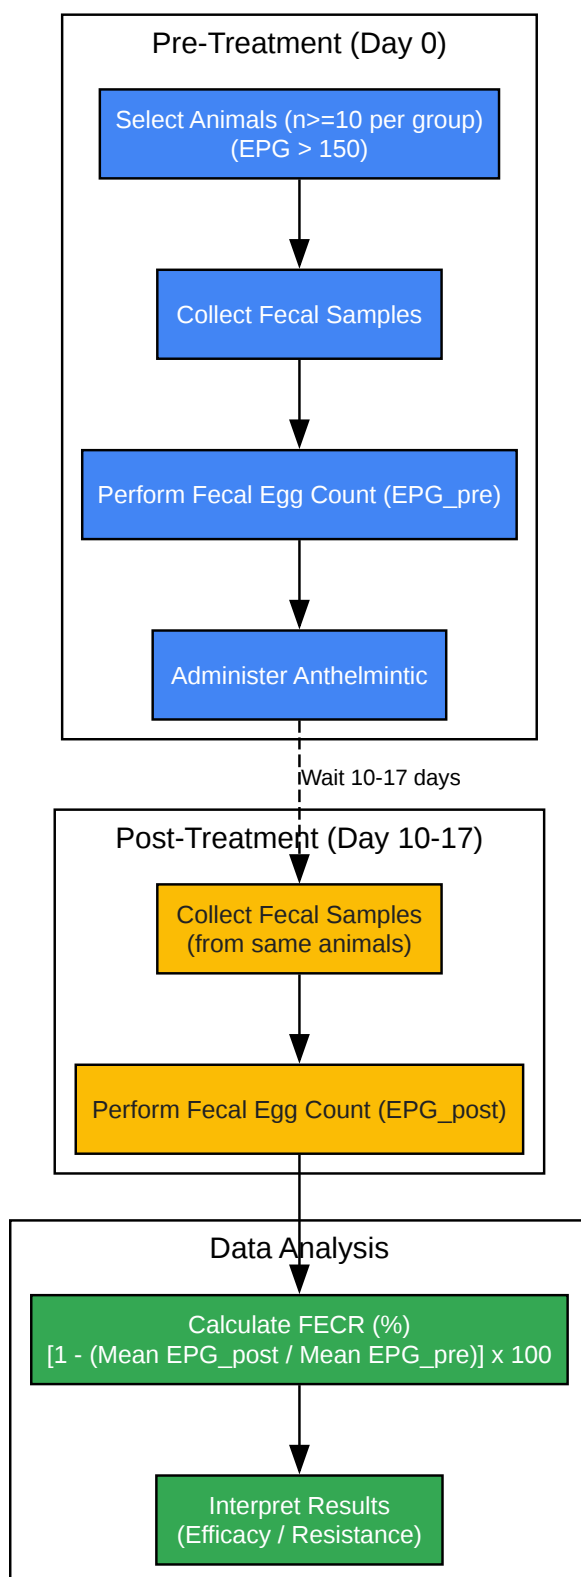 Pre-Treatment (Day 0)
Select Animals (n>=10 per group)
(EPG > 150)
Collect Fecal Samples
Perform Fecal Egg Count (EPG_pre)
Administer Anthelmintic
Wait 10-17 days
Post-Treatment (Day 10-17)
Collect Fecal Samples
(from same animals)
Perform Fecal Egg Count (EPG_post)
Data Analysis
Calculate FECR (%)
[1 - (Mean EPG_post / Mean EPG_pre)] x 100
Interpret Results
(Efficacy / Resistance)